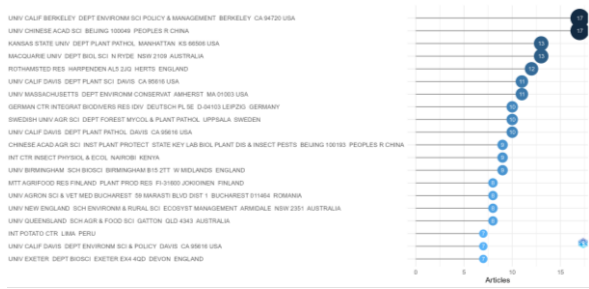 UNIV CALIF BERKELEY DEPT ENVIRONM SCI POLICY & MANAGEMENT BERKELEY CA 94720 USA 17
UNIV CHINESE ACAD SCI BEIJING 100049 PEOPLES R CHINA 17
KANSAS STATE UNIV DEPT PLANT PATHOL MANHATTAN KS 66506 USA 13
MACQUARIE UNIV DEPT BIOL SCI N RYDE NSW 2109 AUSTRALIA 13
ROTHAMSTED RES HARPENDEN AL5 2JQ HERTS ENGLAND 12
UNIV CALIF DAVIS DEPT PLANT SCI DAVIS CA 95616 USA 11
UNIV MASSACHUSETTS DEPT ENVIRONM CONSERVAT AMHERST MA 01003 USA 11
GERMAN CTR INTEGRAT BIODIVERS RES IDIV DEUTSCH PL 5E D-04103 LEIPZIG GERMANY 10
SWEDISH UNIV AGR SCI DEPT FOREST MYCOL & PLANT PATHOL UPPSALA SWEDEN 10
UNIV CALIF DAVIS DEPT PLANT PATHOL DAVIS CA 95616 USA 10
CHINESE ACAD AGR SCI INST PLANT PROTECT STATE KEY LAB BIOL PLANT DIS & INSECT PESTS BEIJING 100193 PEOPLES R CHINA 9
INT CTR INSECT PHYSIOL & ECOL NAIROBI KENYA 9
UNIV BIRMINGHAM SCH BIOSCI BIRMINGHAM B15 2TT W MIDLANDS ENGLAND 9
MTT AGRIFOOD RES FINLAND PLANT PROD RES FI-31600 JOKIOINEN FINLAND 8
UNIV AGRON SCI & VET MED BUCHAREST 59 MARASTI BLVD DIST 1 BUCHAREST 011464 ROMANIA 8
UNIV NEW ENGLAND SCH ENVIRONM & RURAL SCI ECOSYST MANAGEMENT ARMIDALE NSW 2351 AUSTRALIA 8
UNIV QUEENSLAND SCH AGR & FOOD SCI GATTON QLD 4343 AUSTRALIA 8
INT POTATO CTR LIMA PERU 7
UNIV CALIF DAVIS DEPT ENVIRONM SCI & POLICY DAVIS CA 95616 USA 7
UNIV EXETER DEPT BIOSCI EXETER EX4 4QD DEVON ENGLAND 7
0 5 10 15
Articles